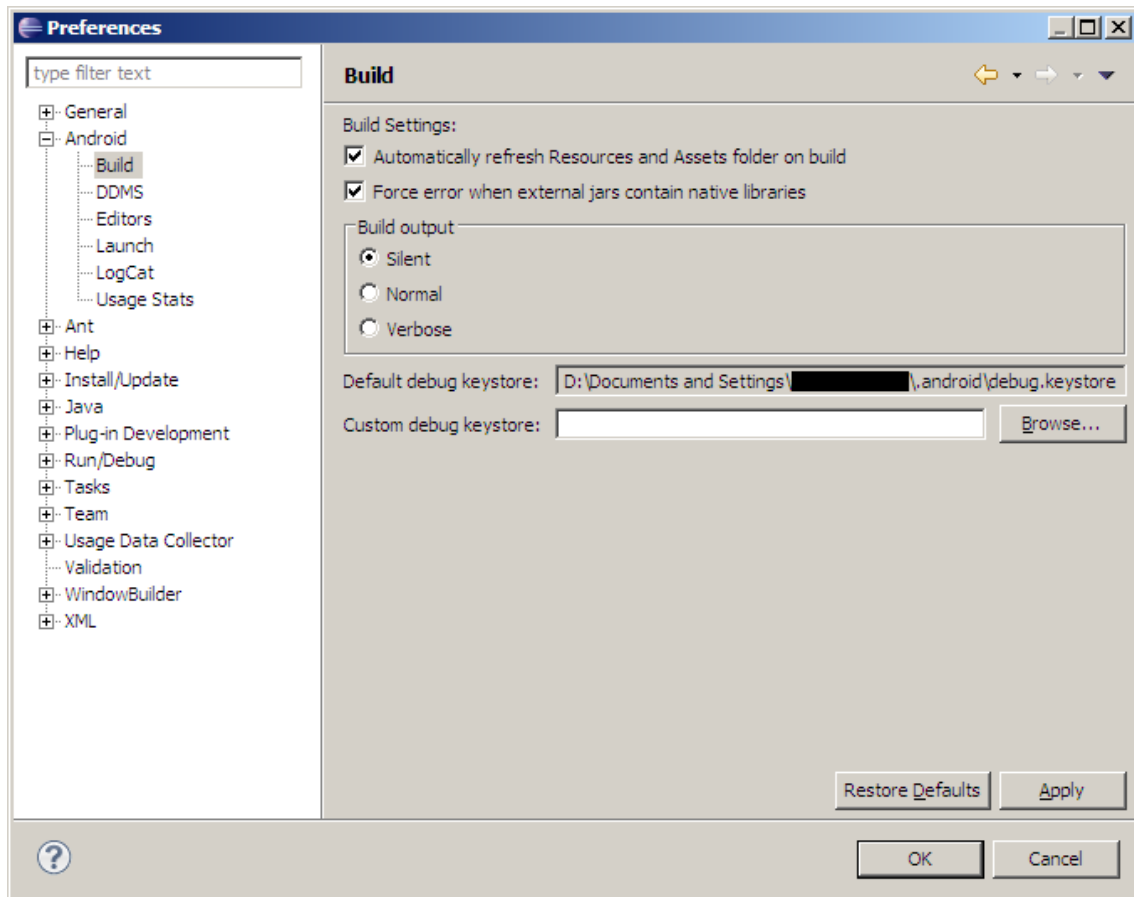 Preferences
type filter text
General
Android
Build
DDMS
Editors
Launch
LogCat
Usage Stats
Ant
Help
Install/Update
Java
Plug-in Development
Run/Debug
Tasks
Team
Usage Data Collector
Validation
WindowBuilder
XML
Build
Build Settings:
Automatically refresh Resources and Assets folder on build
Force error when external jars contain native libraries
Build output
Silent
Normal
Verbose
Default debug keystore: D:\Documents and Settings\ \.android\debug.keystore
Custom debug keystore: Browse...
Restore Defaults Apply
OK Cancel